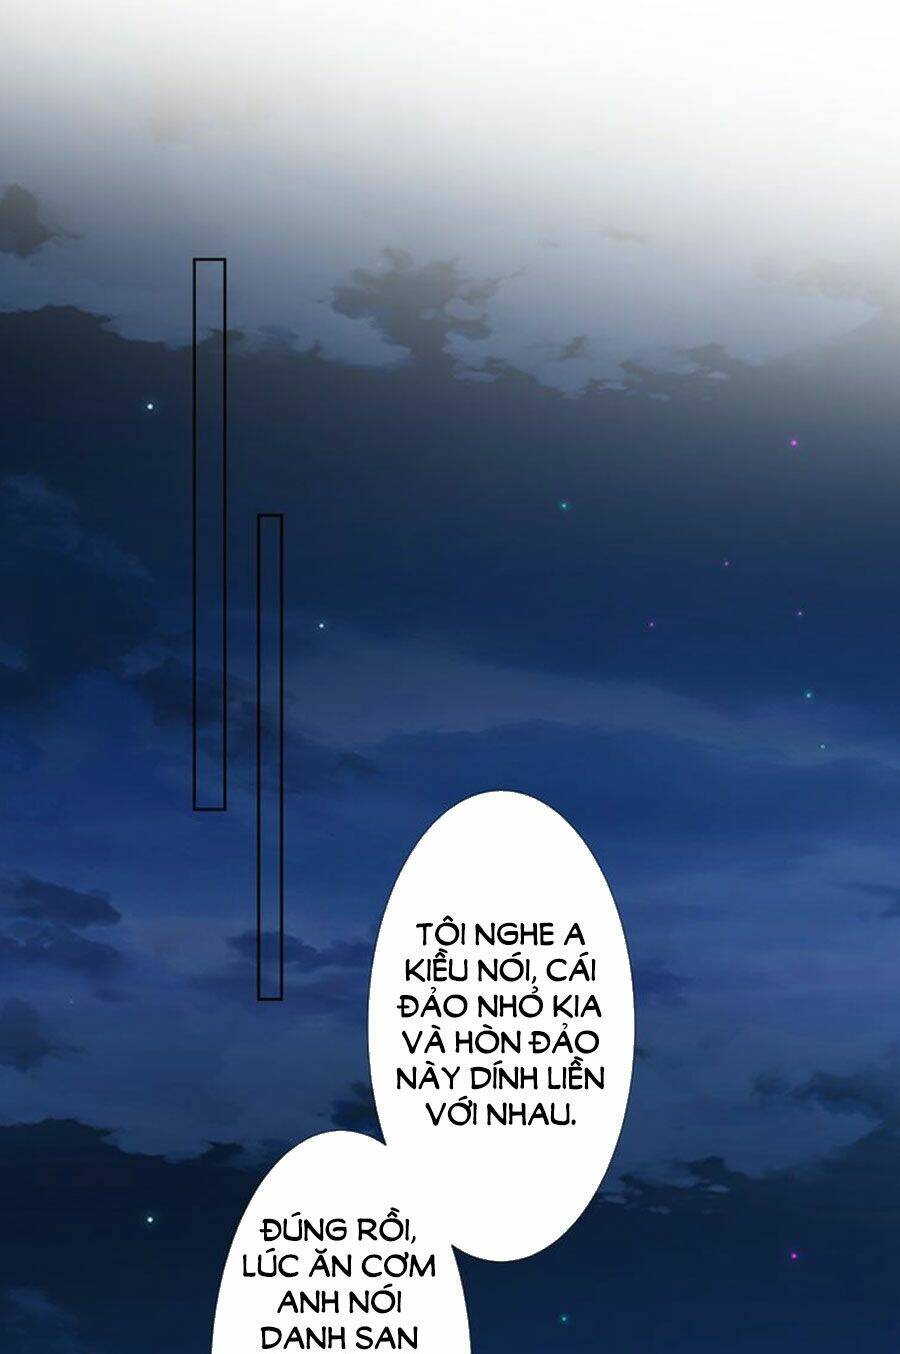 TÔI NGHE A
KIỀU NÓI, CÁI
ĐẢO NHỎ KIA
VÀ HÒN ĐẢO
NÀY DÍNH LIỀN
VỚI NHAU.
ĐÚNG RỒI,
LÚC ĂN CƠM
ANH NÓI
DANH SAN